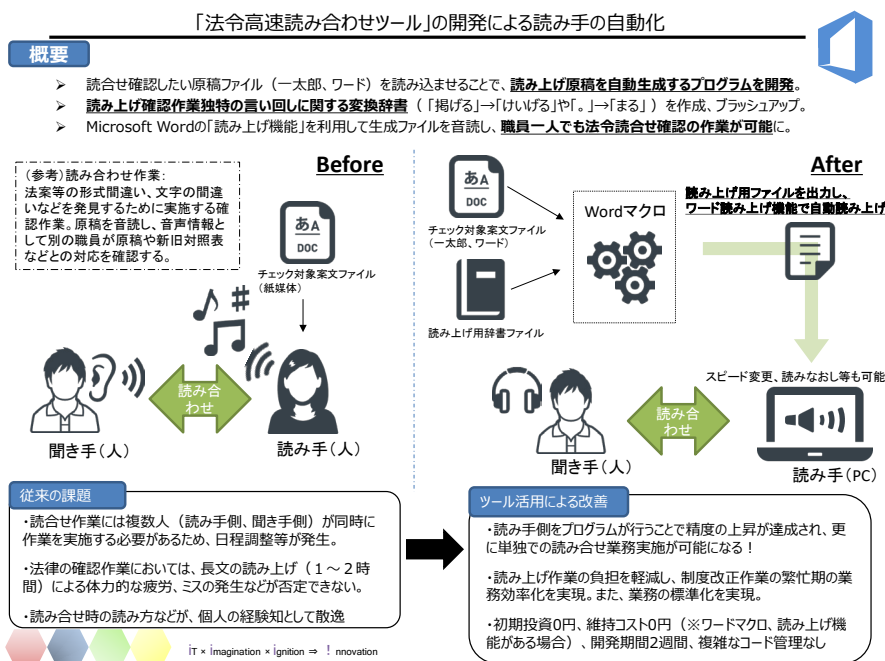 「法令高速読み合わせツール」の開発による読み手の自動化
概要
➢ 読合せ確認したい原稿ファイル（一太郎、ワード）を読み込ませることで、読み上げ原稿を自動生成するプログラムを開発。
➢ 読み上げ確認作業独特の言い回しに関する変換辞書（「掲げる」→「けいげる」や「。」→「まる」）を作成、ブラッシュアップ。
➢ Microsoft Wordの「読み上げ機能」を利用して生成ファイルを音読し、職員一人でも法令読合せ確認の作業が可能に。
（参考）読み合わせ作業：
法案等の形式間違い、文字の間違
いなどを発見するために実施する確
認作業。原稿を音読し、音声情報と
して別の職員が原稿や新旧対照表
などとの対応を確認する。
Before
あA
DOC
チェック対象案文ファイル
（紙媒体）
読み合
わせ
聞き手（人）
読み手（人）
After
あA
DOC
チェック対象案文ファイル
（一太郎、ワード）
読み上げ用辞書ファイル
Wordマクロ
読み上げ用ファイルを出力し、
ワード読み上げ機能で自動読み上げ
スピード変更、読みなおし等も可能
読み合
わせ
聞き手（人）
読み手（PC）
従来の課題
・読合せ作業には複数人（読み手側、聞き手側）が同時に
作業を実施する必要があるため、日程調整等が発生。
・法律の確認作業においては、長文の読み上げ（１～２時
間）による体力的な疲労、ミスの発生などが否定できない。
・読み合せ時の読み方などが、個人の経験知として散逸
ツール活用による改善
・読み手側をプログラムが行うことで精度の上昇が達成され、更
に単独での読み合せ業務実施が可能になる！
・読み上げ作業の負担を軽減し、制度改正作業の繁忙期の業
務効率化を実現。また、業務の標準化を実現。
・初期投資0円、維持コスト0円（※ワードマクロ、読み上げ機
能がある場合）、開発期間2週間、複雑なコード管理なし
iT × imagination × ignition ⇒ ！nnovation